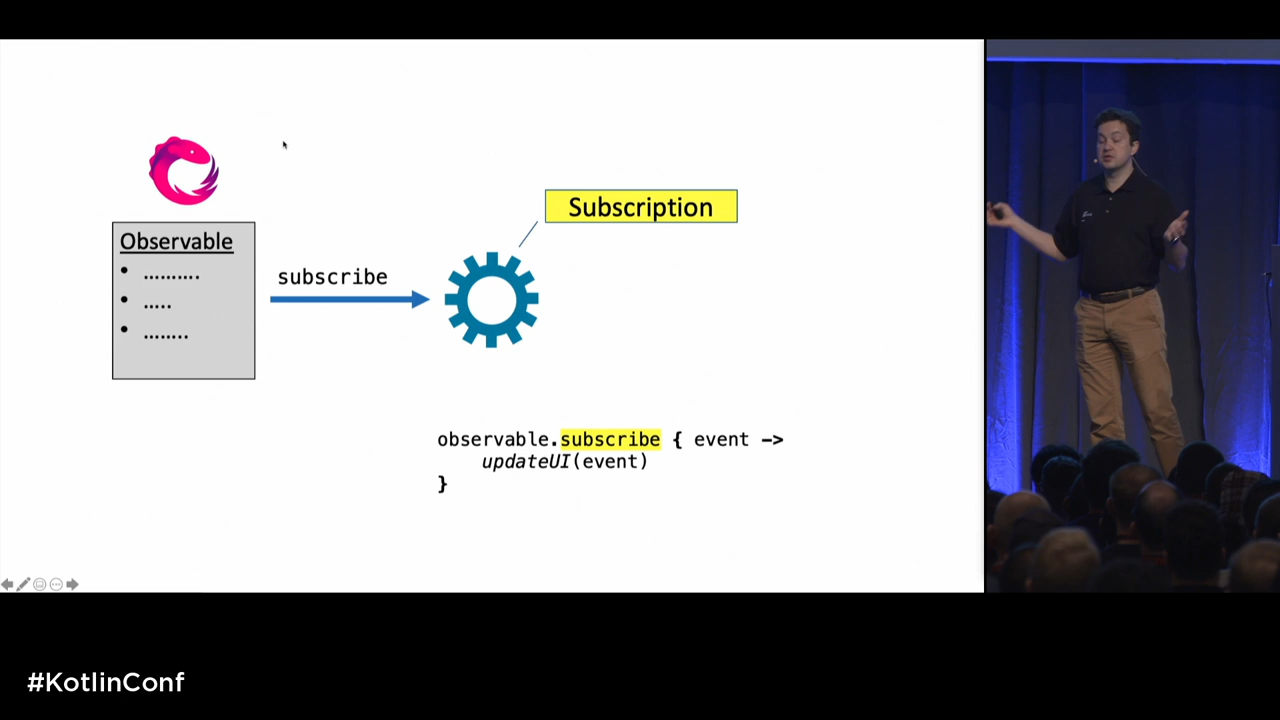 Subscription
Observable
• ..........
• .....
• ........
subscribe
observable.subscribe { event ->
updateUI(event)
}
#KotlinConf